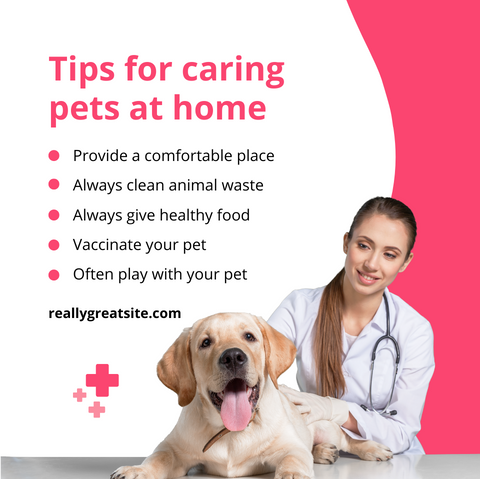 Tips for caring
pets at home
Provide a comfortable place
Always clean animal waste
Always give healthy food
Vaccinate your pet
Often play with your pet
reallygreatsite.com